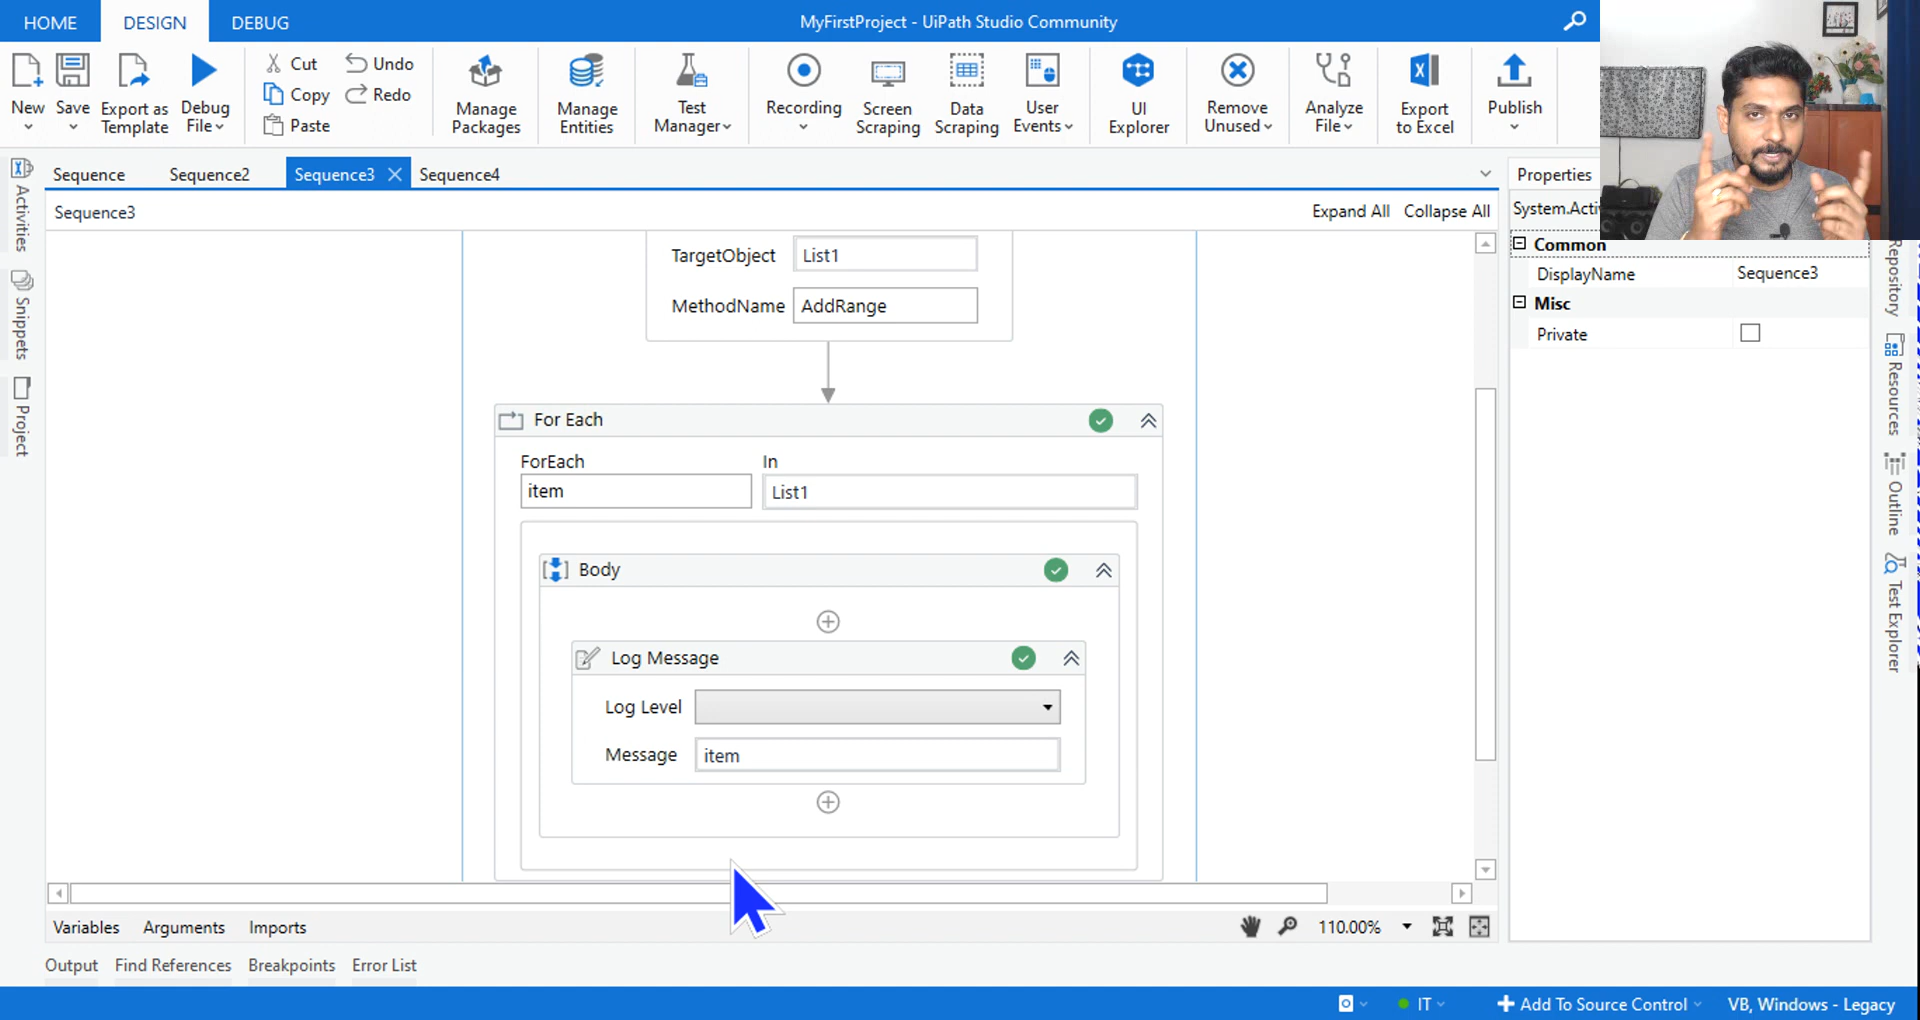 HOME DESIGN DEBUG MyFirstProject - UiPath Studio Community
New Save Export as Template Debug File Cut Copy Paste Undo Redo Manage Packages Manage Entities Test Manager Recording Screen Scraping Data Scraping User Events UI Explorer Remove Unused Analyze File Export to Excel Publish
Sequence Sequence2 Sequence3 Sequence4
Sequence3 Expand All Collapse All
Activities
Snippets
Project
TargetObject List1
MethodName AddRange
For Each
ForEach In
item List1
Body
Log Message
Log Level
Message item
Variables Arguments Imports 110.00%
Output Find References Breakpoints Error List
Properties
System.Acti
Common
DisplayName Sequence3
Misc
Private
Repository
Resources
Outline
Test Explorer
IT Add To Source Control VB, Windows - Legacy